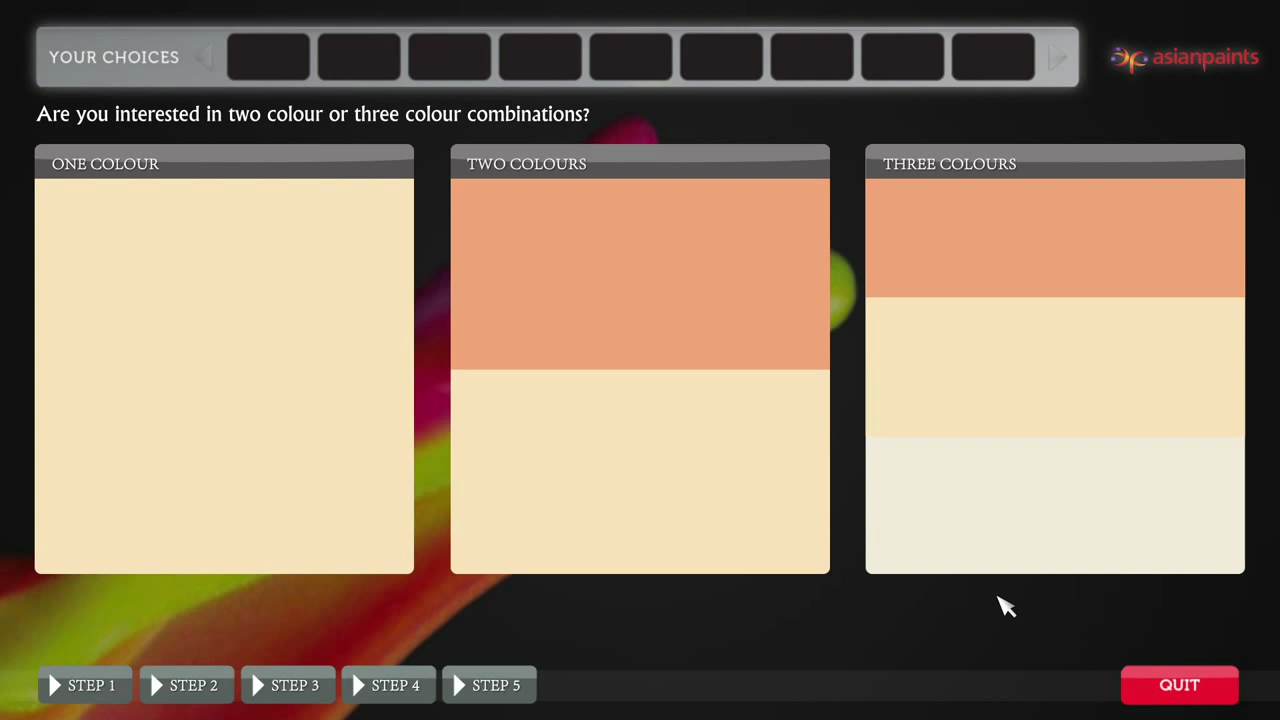 YOUR CHOICES
asianpaints
Are you interested in two colour or three colour combinations?
ONE COLOUR
TWO COLOURS
THREE COLOURS
STEP 1
STEP 2
STEP 3
STEP 4
STEP 5
QUIT